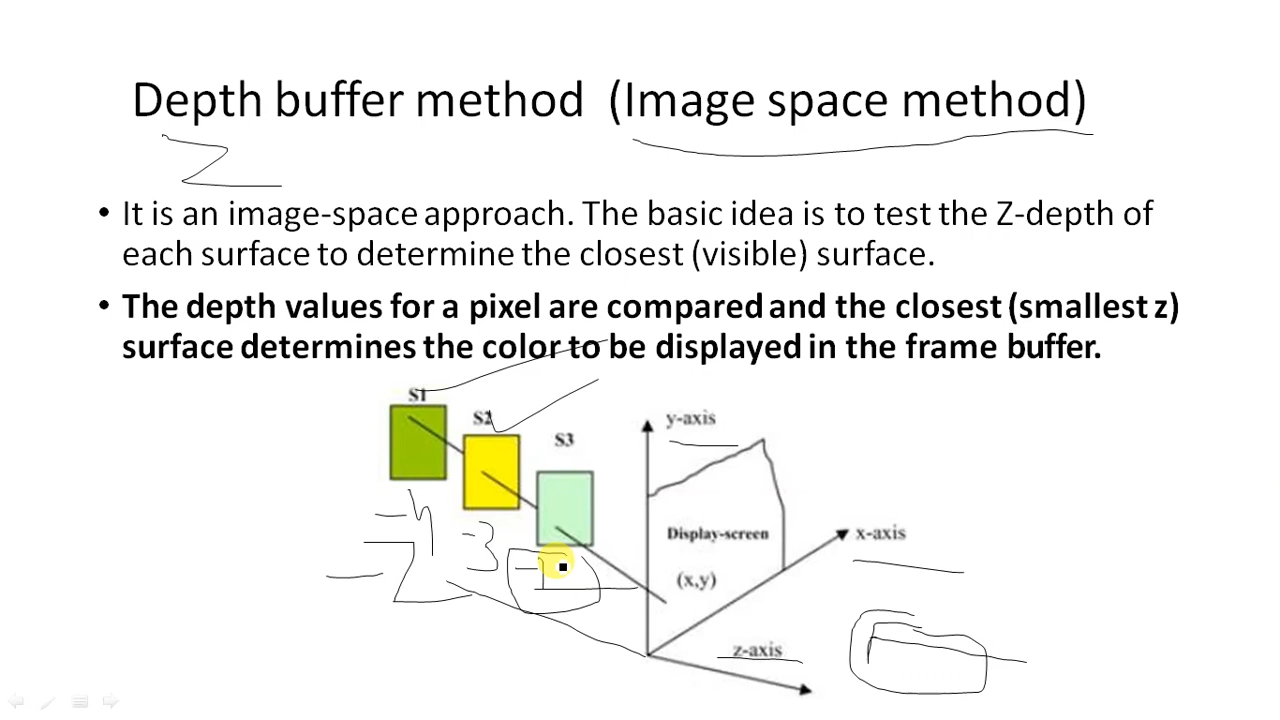 Depth buffer method (Image space method)
Z
• It is an image-space approach. The basic idea is to test the Z-depth of
each surface to determine the closest (visible) surface.
• The depth values for a pixel are compared and the closest (smallest z)
surface determines the color to be displayed in the frame buffer.
S1
S2
S3
y-axis
Display-screen
x-axis
(x,y)
z-axis
-4
-3
-Z